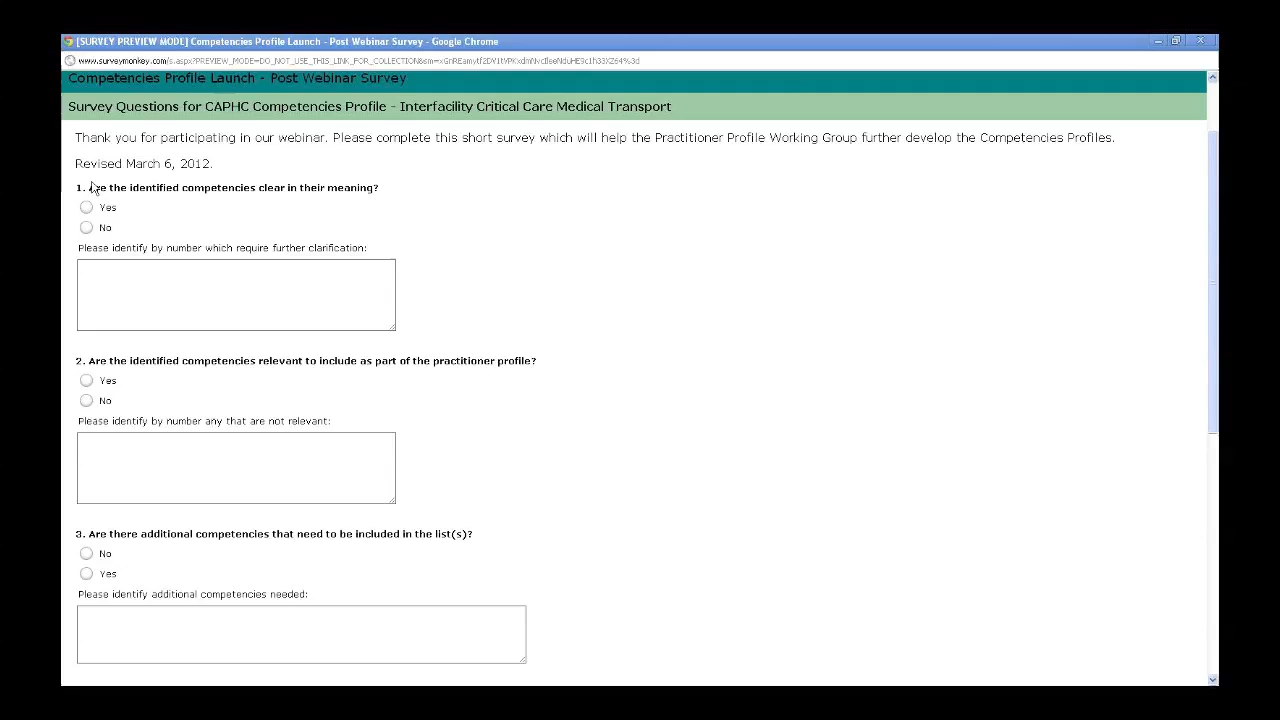 [SURVEY PREVIEW MODE] Competencies Profile Launch - Post Webinar Survey - Google Chrome
Competencies Profile Launch - Post Webinar Survey
Survey Questions for CAPHC Competencies Profile - Interfacility Critical Care Medical Transport
Thank you for participating in our webinar. Please complete this short survey which will help the Practitioner Profile Working Group further develop the Competencies Profiles.
Revised March 6, 2012.
1. Are the identified competencies clear in their meaning?
Yes
No
Please identify by number which require further clarification:
2. Are the identified competencies relevant to include as part of the practitioner profile?
Yes
No
Please identify by number any that are not relevant:
3. Are there additional competencies that need to be included in the list(s)?
No
Yes
Please identify additional competencies needed: